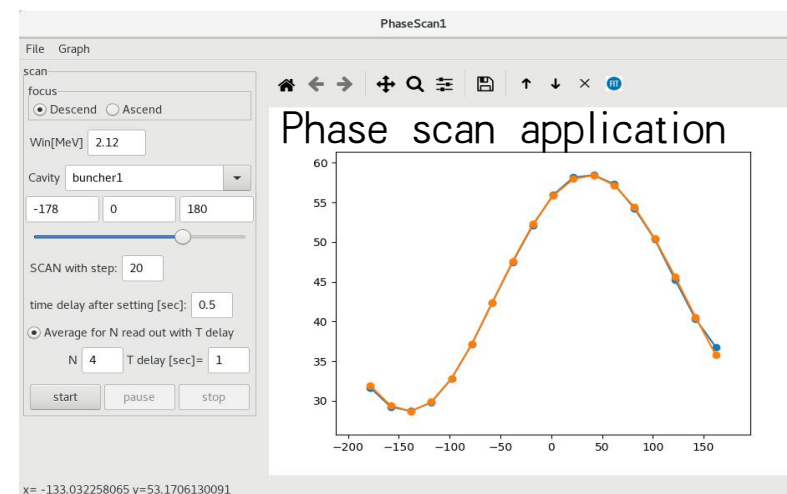 PhaseScan1
File Graph
scan
focus
Descend Ascend
Win[MeV] 2.12
Cavity buncher1
-178 0 180
SCAN with step: 20
time delay after setting [sec]: 0.5
Average for N read out with T delay
N 4 T delay [sec]= 1
start pause stop
x= -133.032258065 y=53.1706130091
FIT
Phase scan application
60
55
50
45
40
35
30
−200 −150 −100 −50 0 50 100 150